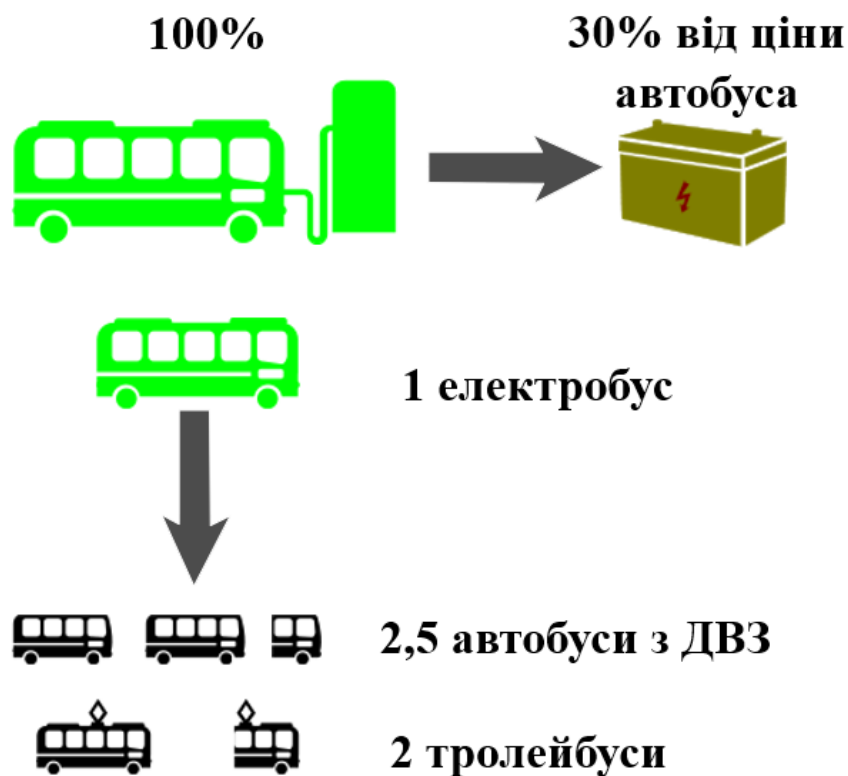 100%
30% від ціни
автобуса
1 електробус
2,5 автобуси з ДВЗ
2 тролейбуси